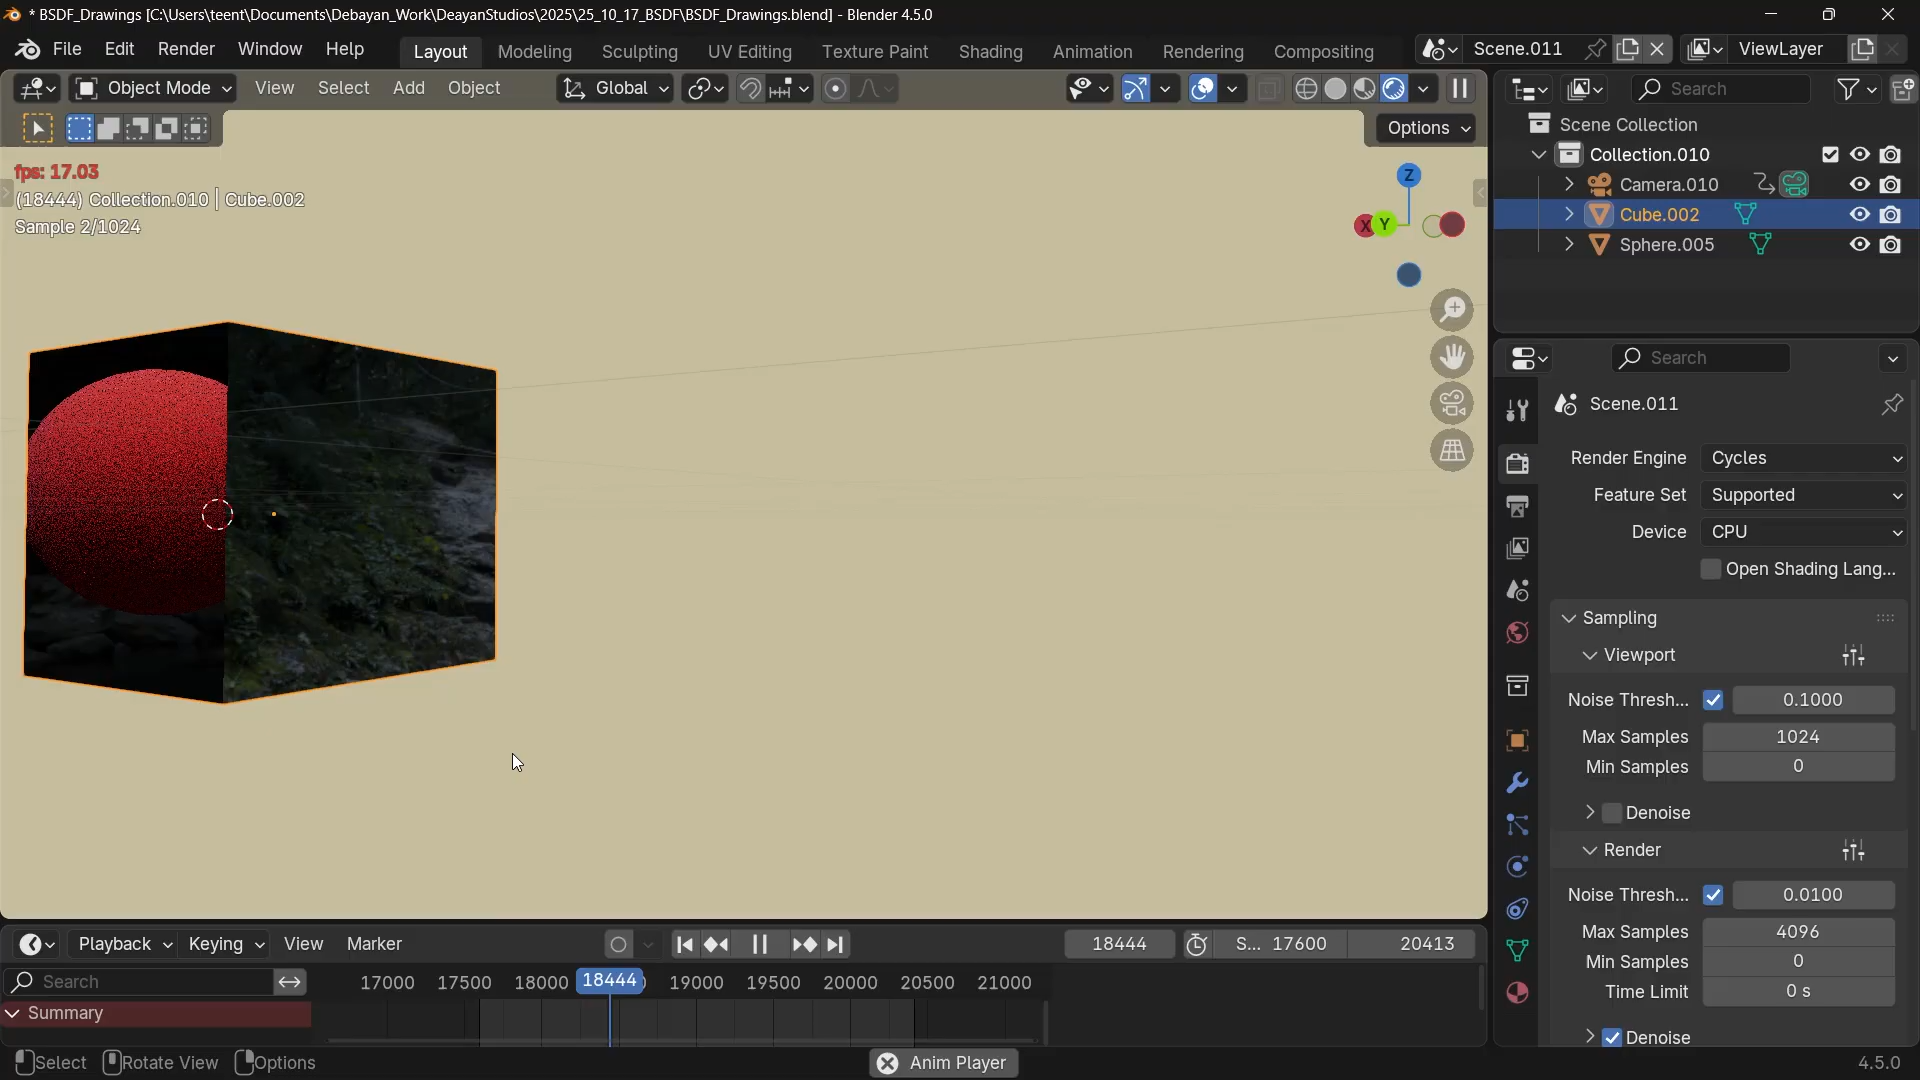 * BSDF_Drawings [C:\Users\teent\Documents\Debayan_Work\DeayanStudios\2025\25_10_17_BSDF\BSDF_Drawings.blend] - Blender 4.5.0
File Edit Render Window Help Layout Modeling Sculpting UV Editing Texture Paint Shading Animation Rendering Compositing Scene.011 ViewLayer
Object Mode View Select Add Object Global Search
Options
Scene Collection
Collection.010
fps: 17.03
(18444) Collection.010 | Cube.002
Sample 2/1024
Z
X Y
Camera.010
Cube.002
Sphere.005
Search
Scene.011
Render Engine Cycles
Feature Set Supported
Device CPU
Open Shading Lang...
Sampling
Viewport
Noise Thresh... 0.1000
Max Samples 1024
Min Samples 0
Denoise
Render
Noise Thresh... 0.0100
Max Samples 4096
Min Samples 0
Time Limit 0 s
Denoise
Playback Keying View Marker 18444 S... 17600 20413
Search 17000 17500 18000 18444 19000 19500 20000 20500 21000
Summary
Select Rotate View Options Anim Player 4.5.0